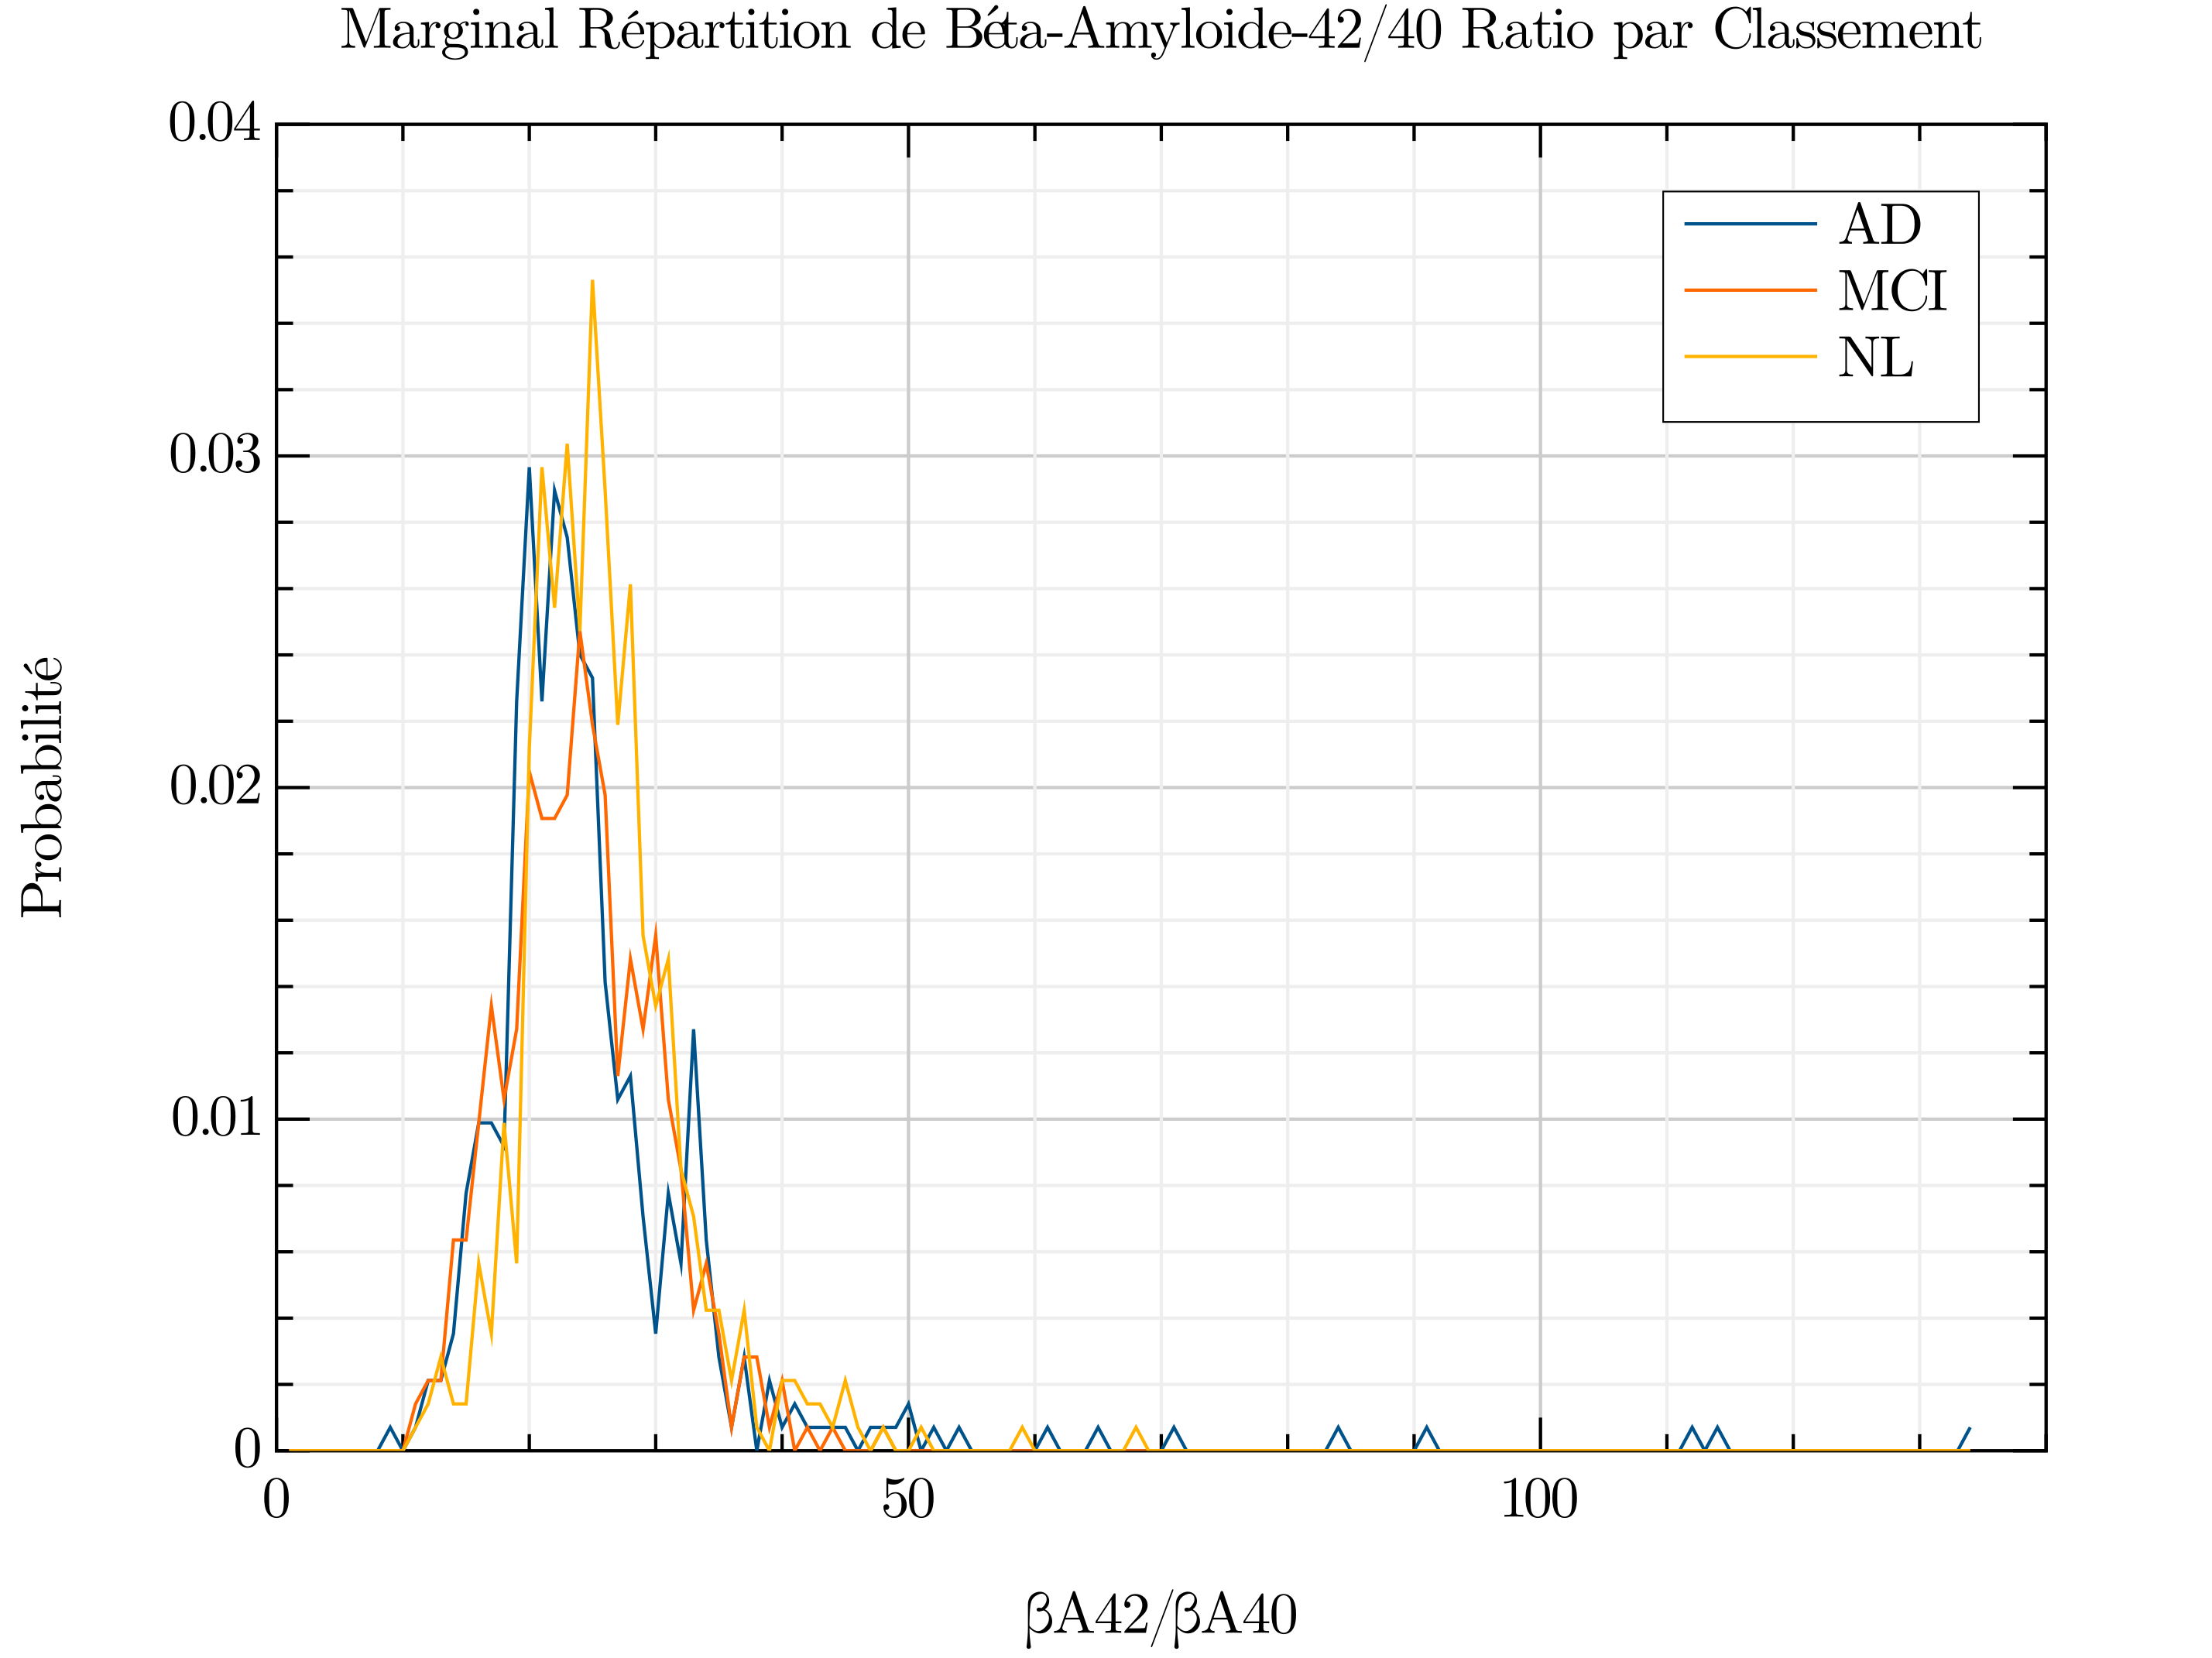 Marginal Répartition de Béta-Amyloide-42/40 Ratio par Classement
0.04
0.03
0.02
0.01
0
0 50 100
Probabilité
βA42/βA40
AD
MCI
NL